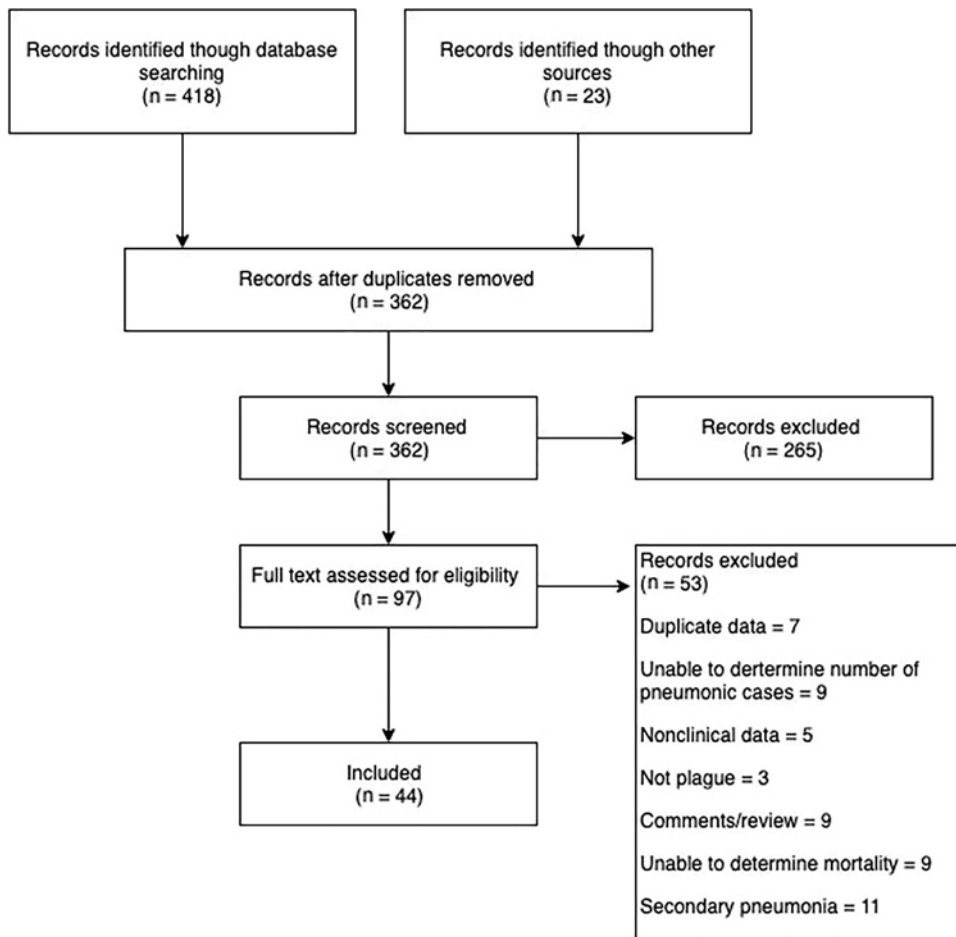 Records identified though database
searching
(n = 418)
Records identified though other
sources
(n = 23)
Records after duplicates removed
(n = 362)
Records screened
(n = 362)
Records excluded
(n = 265)
Full text assessed for eligibility
(n = 97)
Records excluded
(n = 53)
Duplicate data = 7
Unable to dertermine number of
pneumonic cases = 9
Nonclinical data = 5
Not plague = 3
Comments/review = 9
Unable to determine mortality = 9
Secondary pneumonia = 11
Included
(n = 44)